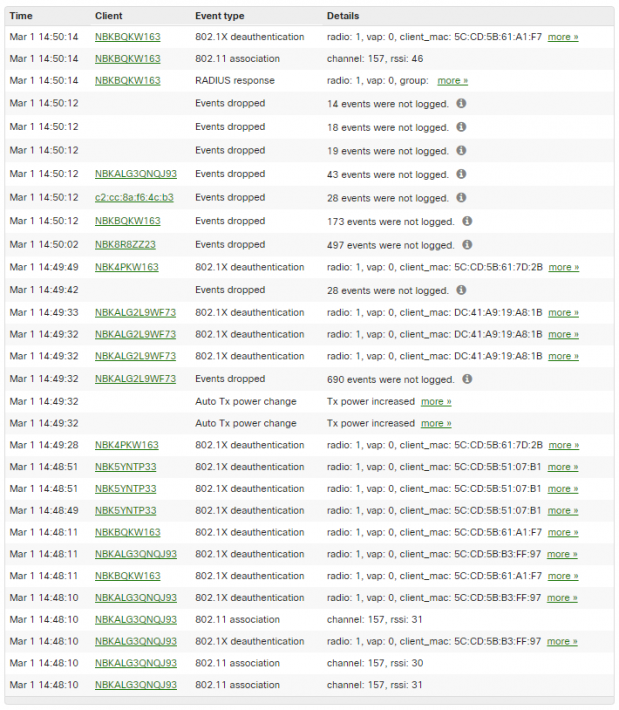 Time Client Event type Details
Mar 1 14:50:14 NBKBQKW163 802.1X deauthentication radio: 1, vap: 0, client_mac: 5C:CD:5B:61:A1:F7 more »
Mar 1 14:50:14 NBKBQKW163 802.11 association channel: 157, rssi: 46
Mar 1 14:50:14 NBKBQKW163 RADIUS response radio: 1, vap: 0, group: more »
Mar 1 14:50:12 Events dropped 14 events were not logged.
Mar 1 14:50:12 Events dropped 18 events were not logged.
Mar 1 14:50:12 Events dropped 19 events were not logged.
Mar 1 14:50:12 NBKALG3QNQJ93 Events dropped 43 events were not logged.
Mar 1 14:50:12 c2:cc:8a:f6:4c:b3 Events dropped 28 events were not logged.
Mar 1 14:50:12 NBKBQKW163 Events dropped 173 events were not logged.
Mar 1 14:50:02 NBK8R8ZZ23 Events dropped 497 events were not logged.
Mar 1 14:49:49 NBK4PKW163 802.1X deauthentication radio: 1, vap: 0, client_mac: 5C:CD:5B:61:7D:2B more »
Mar 1 14:49:42 Events dropped 28 events were not logged.
Mar 1 14:49:33 NBKALG2L9WF73 802.1X deauthentication radio: 1, vap: 0, client_mac: DC:41:A9:19:A8:1B more »
Mar 1 14:49:32 NBKALG2L9WF73 802.1X deauthentication radio: 1, vap: 0, client_mac: DC:41:A9:19:A8:1B more »
Mar 1 14:49:32 NBKALG2L9WF73 802.1X deauthentication radio: 1, vap: 0, client_mac: DC:41:A9:19:A8:1B more »
Mar 1 14:49:32 NBKALG2L9WF73 Events dropped 690 events were not logged.
Mar 1 14:49:32 Auto Tx power change Tx power increased more »
Mar 1 14:49:32 Auto Tx power change Tx power increased more »
Mar 1 14:49:28 NBK4PKW163 802.1X deauthentication radio: 1, vap: 0, client_mac: 5C:CD:5B:61:7D:2B more »
Mar 1 14:48:51 NBK5YNTP33 802.1X deauthentication radio: 1, vap: 0, client_mac: 5C:CD:5B:51:07:B1 more »
Mar 1 14:48:51 NBK5YNTP33 802.1X deauthentication radio: 1, vap: 0, client_mac: 5C:CD:5B:51:07:B1 more »
Mar 1 14:48:49 NBK5YNTP33 802.1X deauthentication radio: 1, vap: 0, client_mac: 5C:CD:5B:51:07:B1 more »
Mar 1 14:48:11 NBKBQKW163 802.1X deauthentication radio: 1, vap: 0, client_mac: 5C:CD:5B:61:A1:F7 more »
Mar 1 14:48:11 NBKALG3QNQJ93 802.1X deauthentication radio: 1, vap: 0, client_mac: 5C:CD:5B:B3:FF:97 more »
Mar 1 14:48:11 NBKBQKW163 802.1X deauthentication radio: 1, vap: 0, client_mac: 5C:CD:5B:61:A1:F7 more »
Mar 1 14:48:10 NBKALG3QNQJ93 802.1X deauthentication radio: 1, vap: 0, client_mac: 5C:CD:5B:B3:FF:97 more »
Mar 1 14:48:10 NBKALG3QNQJ93 802.11 association channel: 157, rssi: 31
Mar 1 14:48:10 NBKALG3QNQJ93 802.1X deauthentication radio: 1, vap: 0, client_mac: 5C:CD:5B:B3:FF:97 more »
Mar 1 14:48:10 NBKALG3QNQJ93 802.11 association channel: 157, rssi: 30
Mar 1 14:48:10 NBKALG3QNQJ93 802.11 association channel: 157, rssi: 31